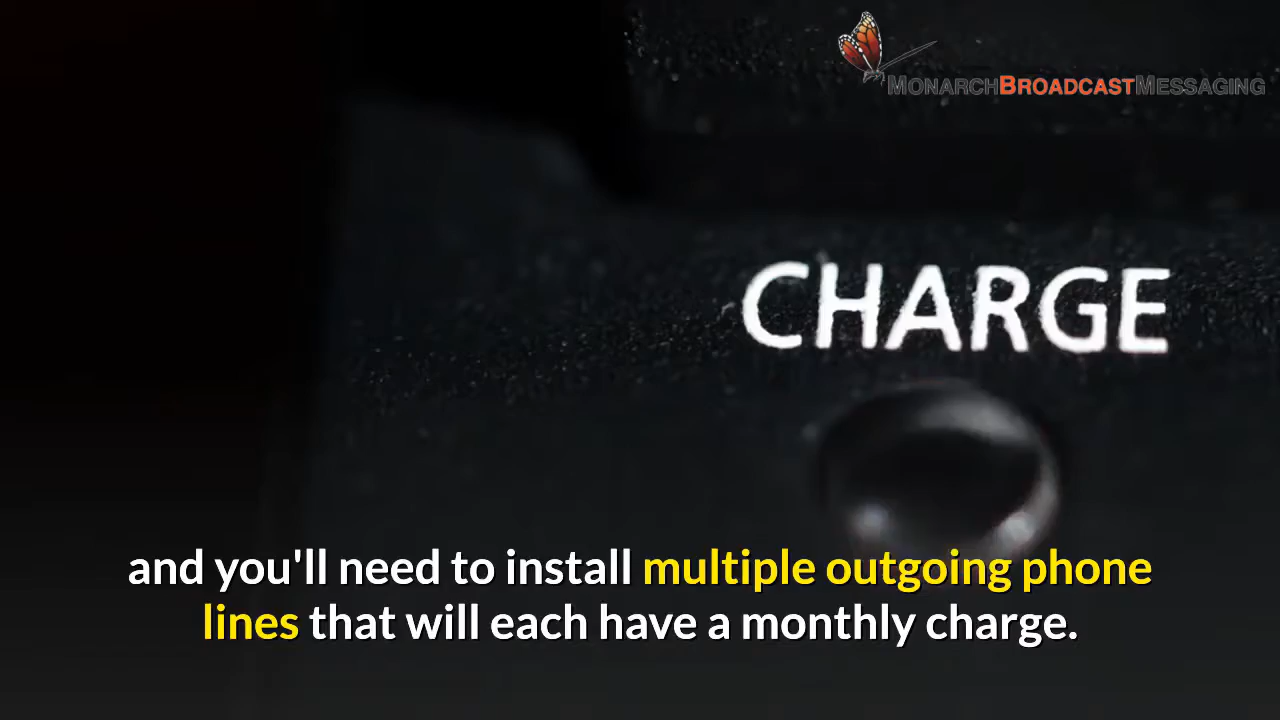 MONARCHBROADCASTMESSAGING
CHARGE
and you'll need to install multiple outgoing phone
lines that will each have a monthly charge.